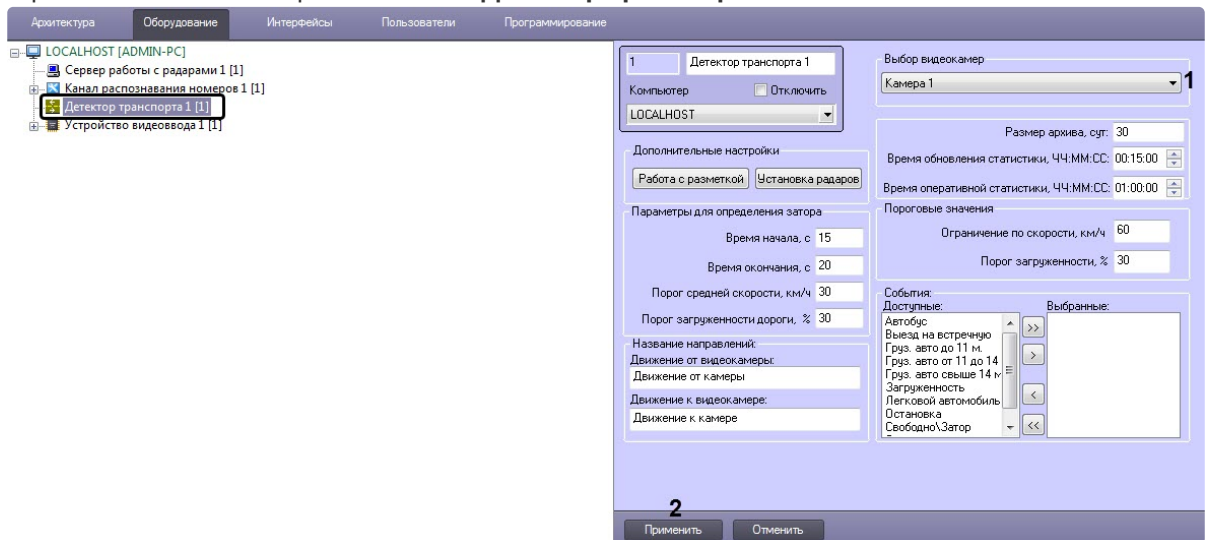 Архитектура
Оборудование
Интерфейсы
Пользователи
Программирование
LOCALHOST [ADMIN-PC]
Сервер работы с радарами 1 [1]
Канал распознавания номеров 1 [1]
Детектор транспорта 1 [1]
Устройство видеоввода 1 [1]
1
Детектор транспорта 1
Компьютер
Отключить
LOCALHOST
Дополнительные настройки
Работа с разметкой
Установка радаров
Параметры для определения затора
Время начала, с 15
Время окончания, с 20
Порог средней скорости, км/ч 30
Порог загруженности дороги, % 30
Название направлений:
Движение от видеокамеры:
Движение от камеры
Движение к видеокамере:
Движение к камере
Выбор видеокамер
Камера 1
1
Размер архива, сут: 30
Время обновления статистики, ЧЧ:ММ:СС: 00:15:00
Время оперативной статистики, ЧЧ:ММ:СС: 01:00:00
Пороговые значения
Ограничение по скорости, км/ч 60
Порог загруженности, % 30
События:
Доступные:
Автобус
Выезд на встречную
Груз. авто до 11 м.
Груз. авто от 11 до 14
Груз. авто свыше 14 м
Загруженность
Легковой автомобиль
Остановка
Свободно\Затор
>>
>
<
<<
Выбранные:
2
Применить
Отменить